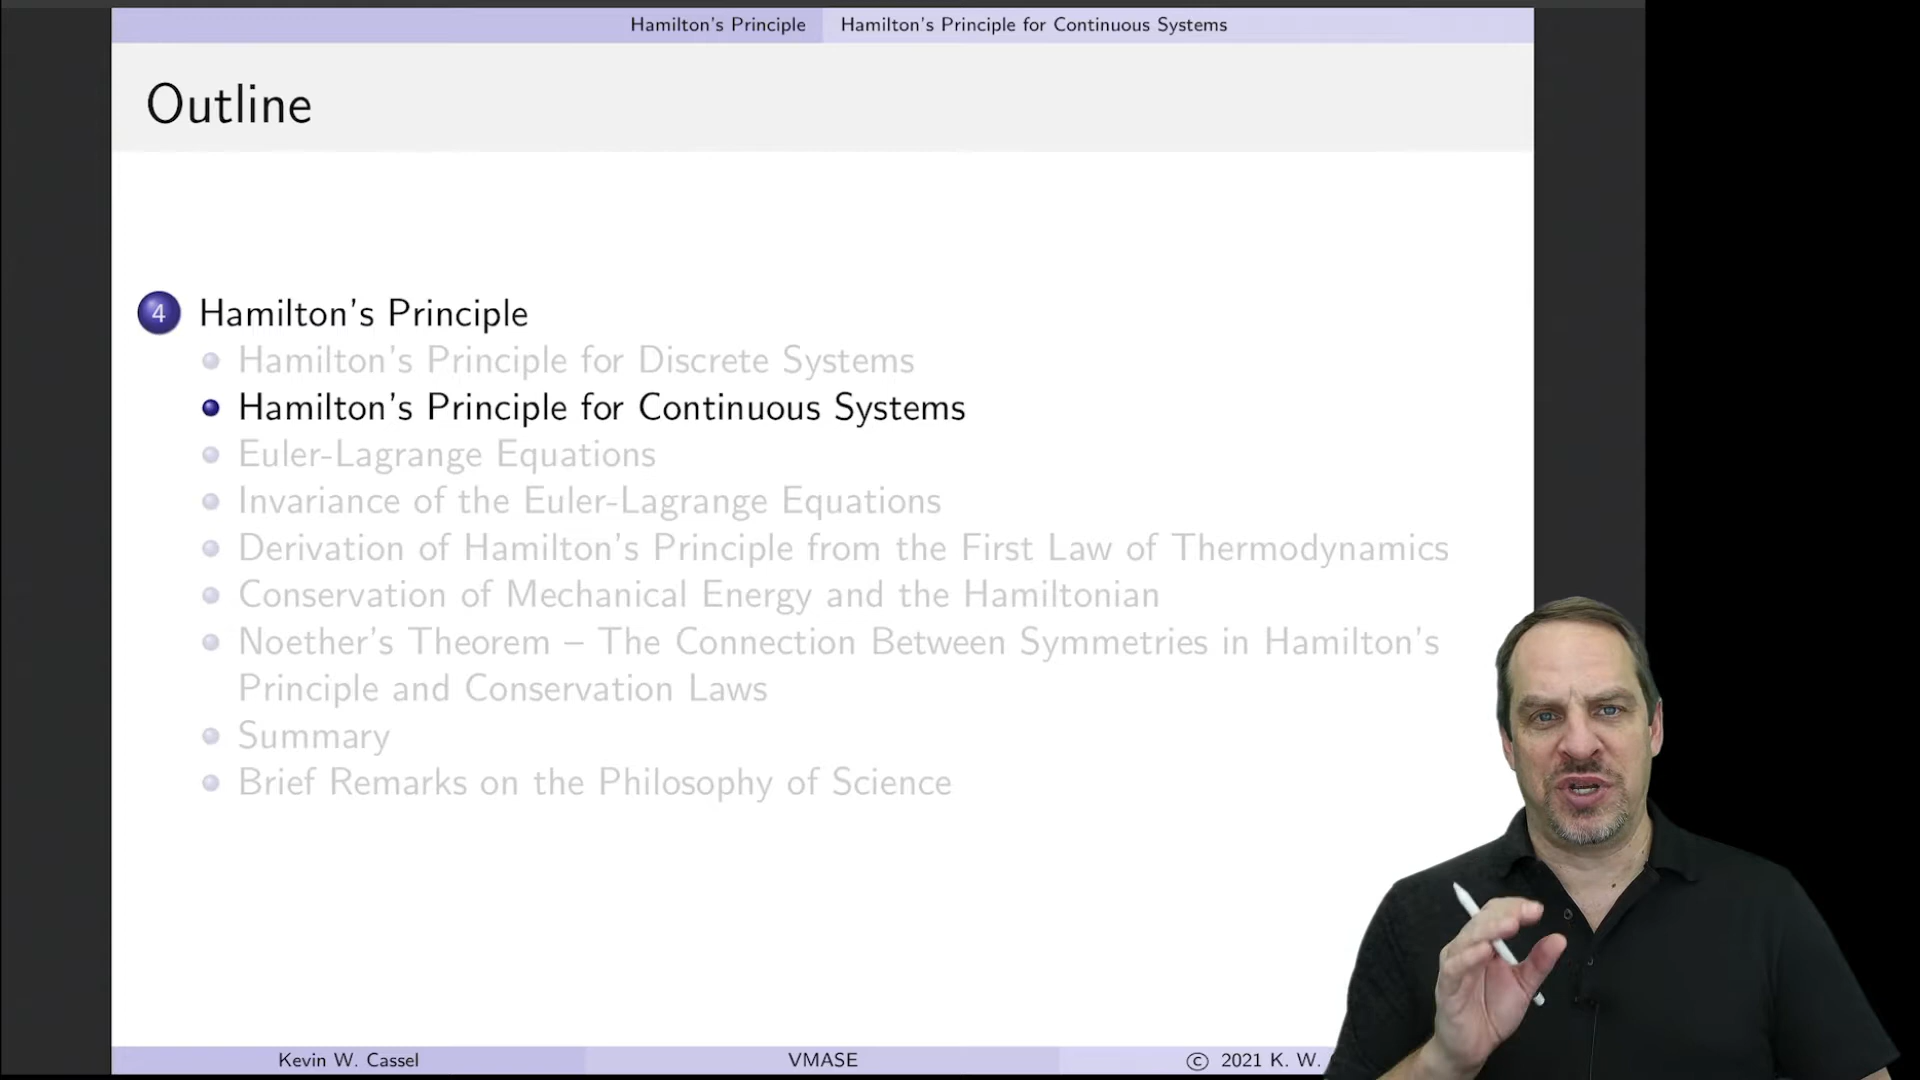 Hamilton's Principle Hamilton's Principle for Continuous Systems
Outline
4 Hamilton's Principle
Hamilton's Principle for Discrete Systems
Hamilton's Principle for Continuous Systems
Euler-Lagrange Equations
Invariance of the Euler-Lagrange Equations
Derivation of Hamilton's Principle from the First Law of Thermodynamics
Conservation of Mechanical Energy and the Hamiltonian
Noether's Theorem – The Connection Between Symmetries in Hamilton's
Principle and Conservation Laws
Summary
Brief Remarks on the Philosophy of Science
Kevin W. Cassel VMASE © 2021 K. W.